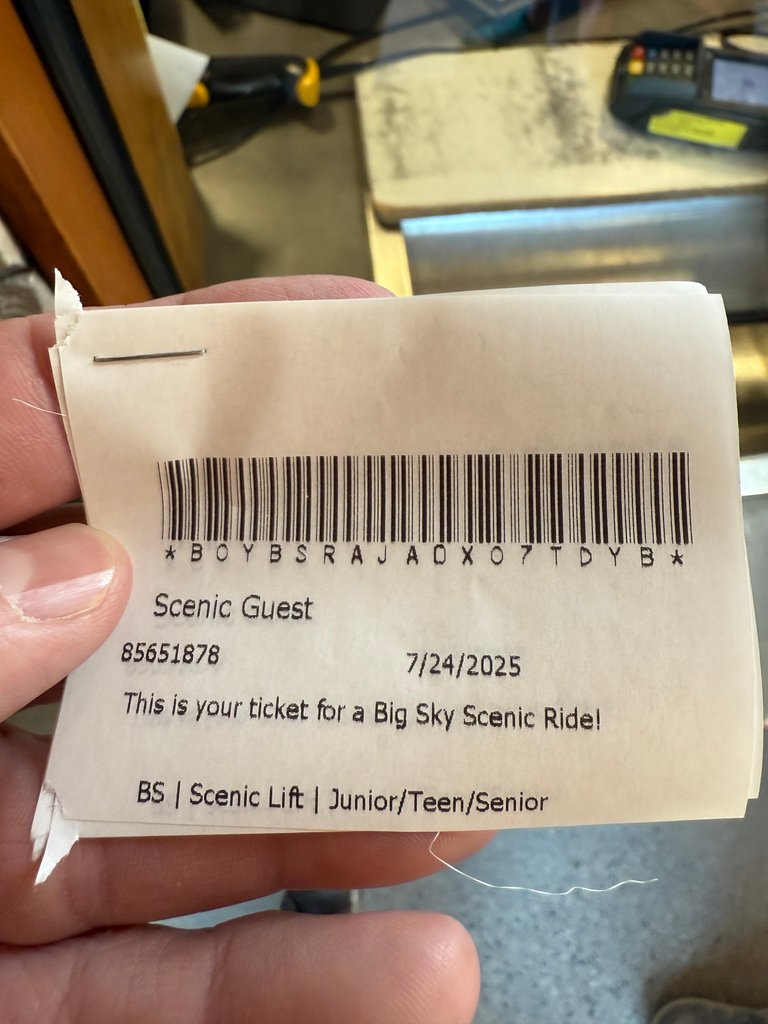 *BOYBSRAJAOXO7TDYB*
Scenic Guest
85651878 7/24/2025
This is your ticket for a Big Sky Scenic Ride!
BS | Scenic Lift | Junior/Teen/Senior